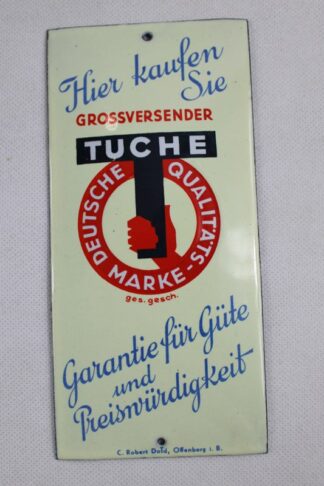 Hier kaufen
Sie
GROSSVERSENDER
TUCHE
DEUTSCHE QUALITÄTS-
MARKE
ges. gesch.
Garantie für Güte
und
Preiswürdigkeit
C. Robert Dold, Offenburg i. B.